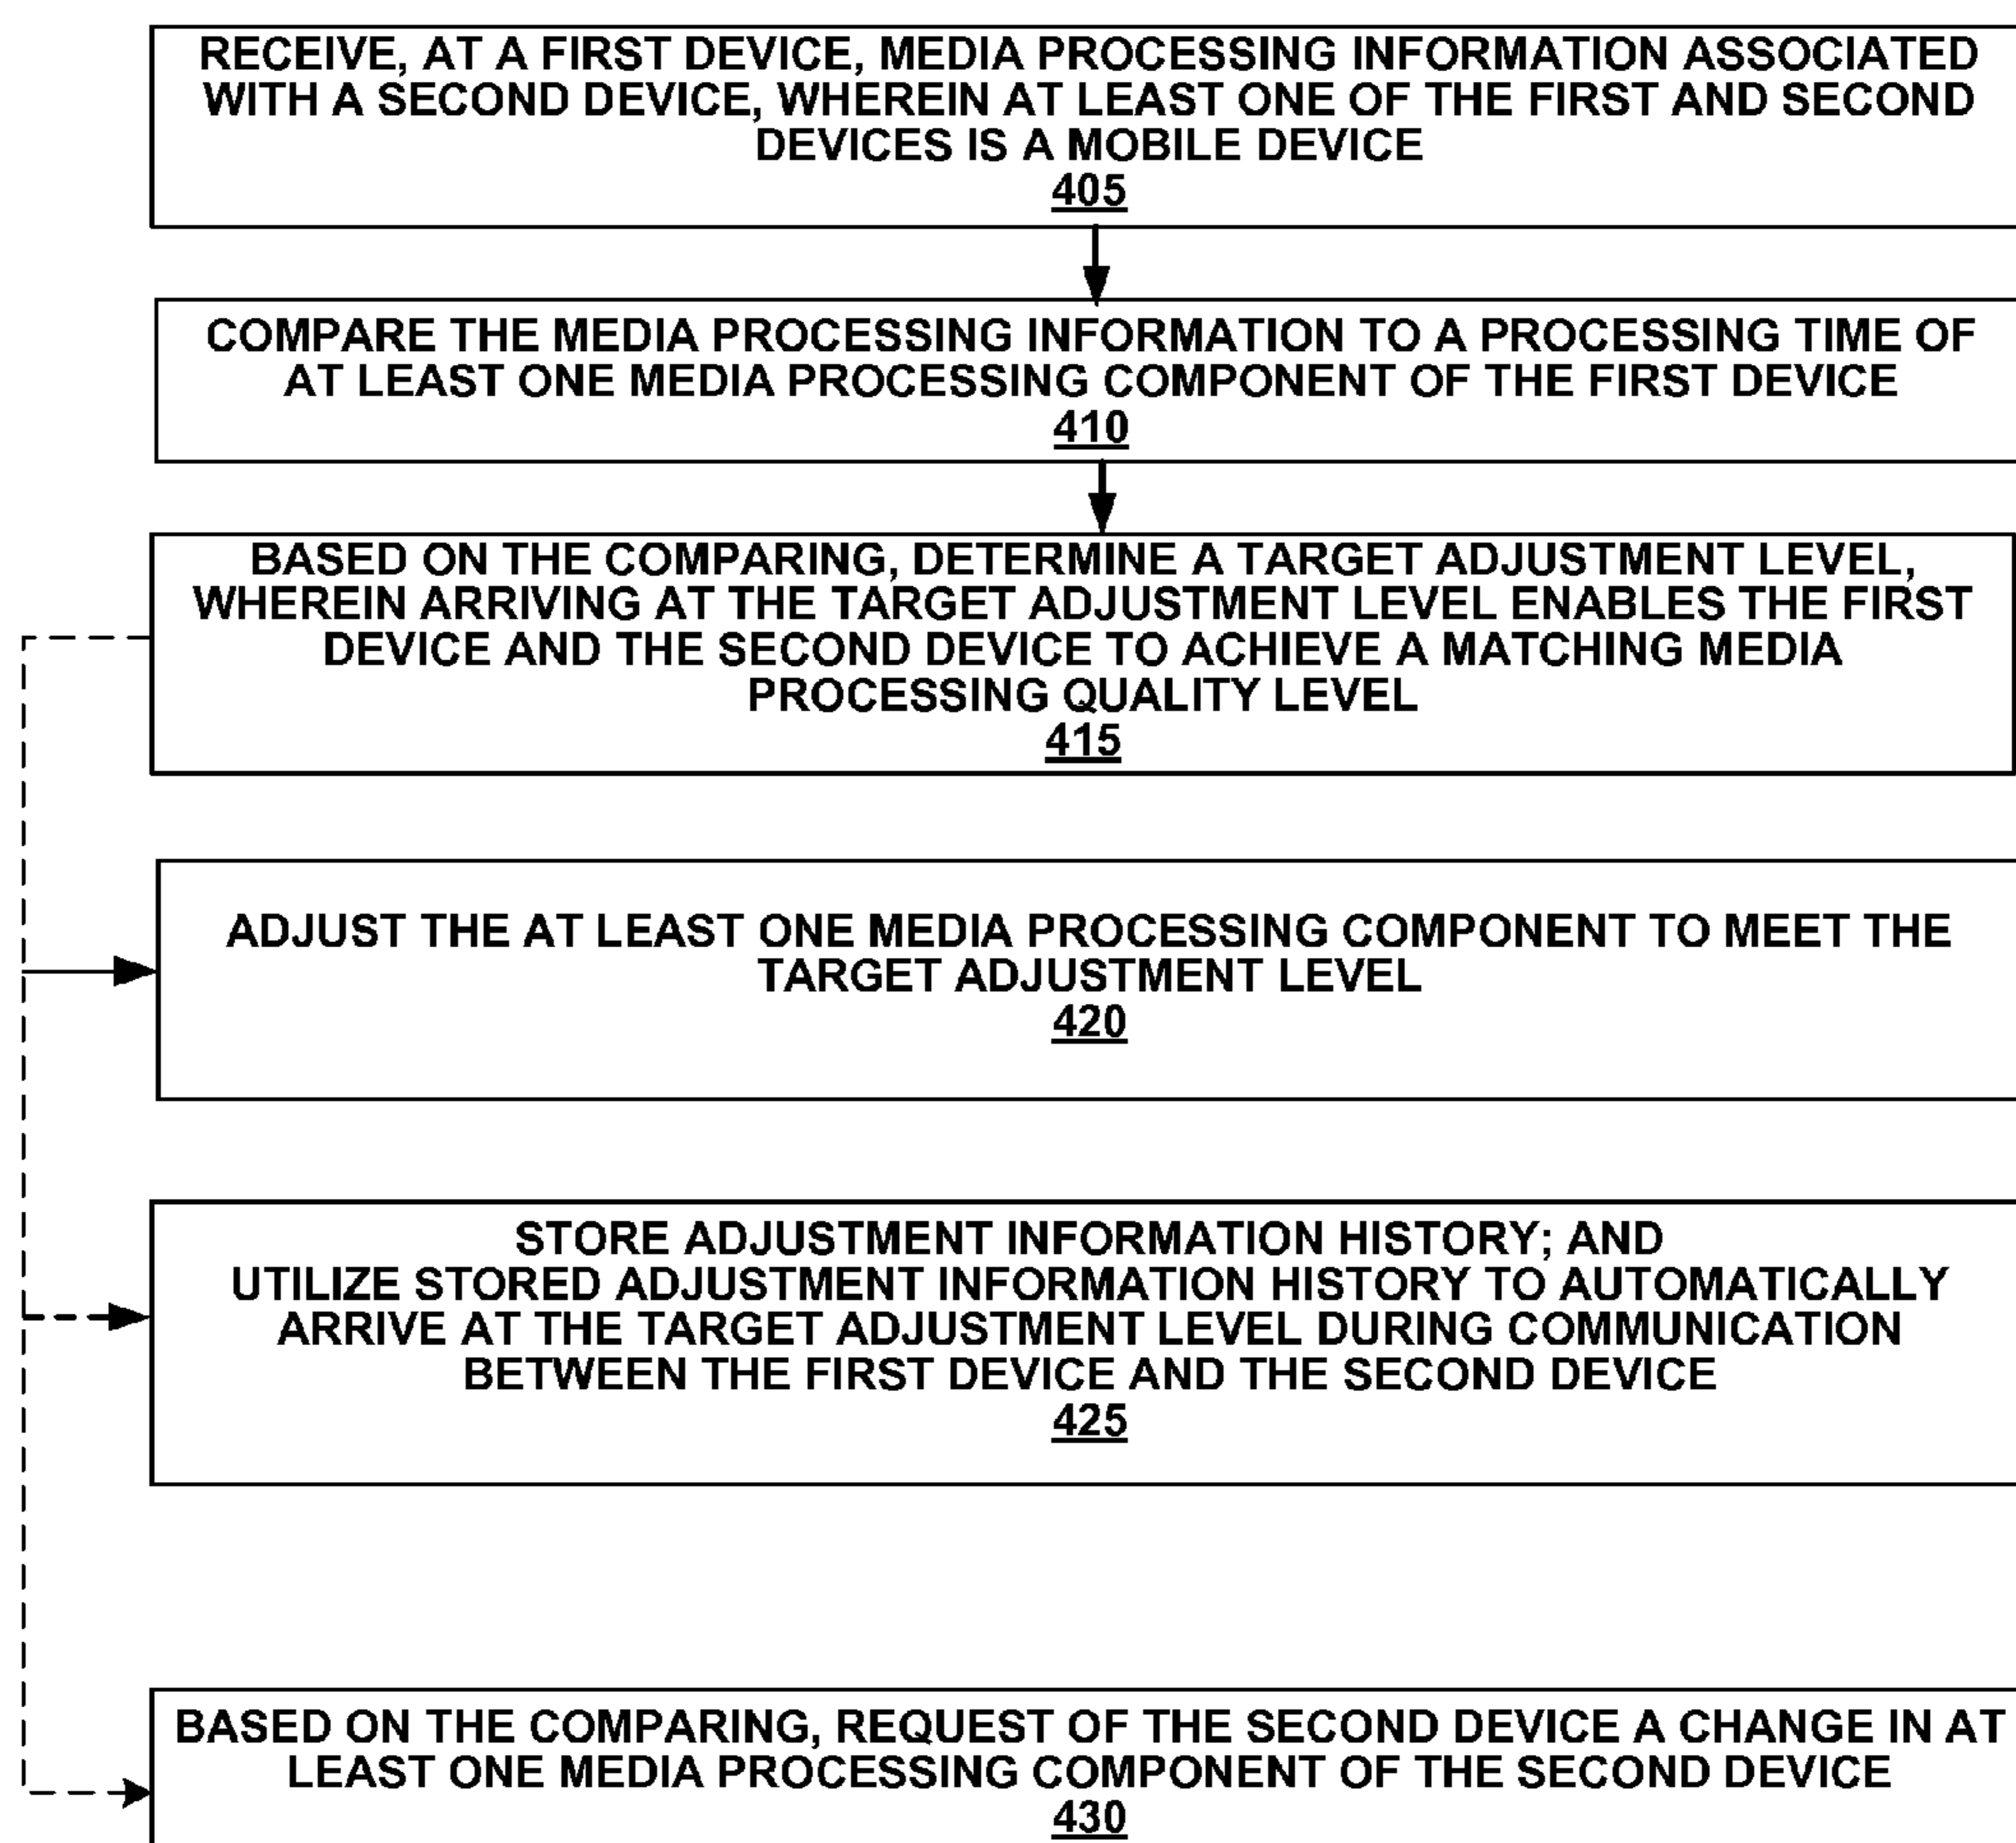 RECEIVE, AT A FIRST DEVICE, MEDIA PROCESSING INFORMATION ASSOCIATED
WITH A SECOND DEVICE, WHEREIN AT LEAST ONE OF THE FIRST AND SECOND
DEVICES IS A MOBILE DEVICE
405
COMPARE THE MEDIA PROCESSING INFORMATION TO A PROCESSING TIME OF
AT LEAST ONE MEDIA PROCESSING COMPONENT OF THE FIRST DEVICE
410
BASED ON THE COMPARING, DETERMINE A TARGET ADJUSTMENT LEVEL,
WHEREIN ARRIVING AT THE TARGET ADJUSTMENT LEVEL ENABLES THE FIRST
DEVICE AND THE SECOND DEVICE TO ACHIEVE A MATCHING MEDIA
PROCESSING QUALITY LEVEL
415
ADJUST THE AT LEAST ONE MEDIA PROCESSING COMPONENT TO MEET THE
TARGET ADJUSTMENT LEVEL
420
STORE ADJUSTMENT INFORMATION HISTORY; AND
UTILIZE STORED ADJUSTMENT INFORMATION HISTORY TO AUTOMATICALLY
ARRIVE AT THE TARGET ADJUSTMENT LEVEL DURING COMMUNICATION
BETWEEN THE FIRST DEVICE AND THE SECOND DEVICE
425
BASED ON THE COMPARING, REQUEST OF THE SECOND DEVICE A CHANGE IN AT
LEAST ONE MEDIA PROCESSING COMPONENT OF THE SECOND DEVICE
430